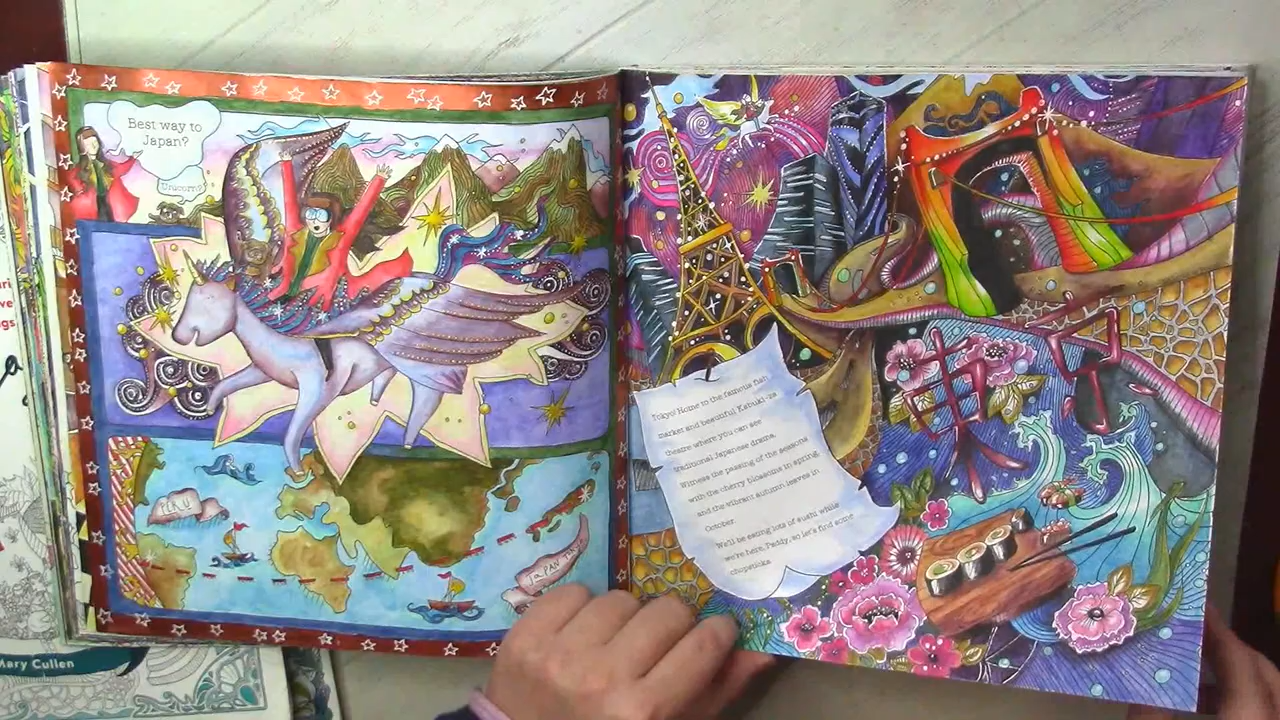 Best way to
Japan?
Unicorn?
PERU
JAPAN
Tokyo! Home to the famous fish
market and beautiful Kabuki-za
theatre where you can see
traditional Japanese drama.
Witness the passing of the seasons
with the cherry blossoms in spring
and the vibrant autumn leaves in
October.
We'll be eating lots of sushi while
we're here, Paddy, so let's find some
chopsticks.
東
Mary Cullen